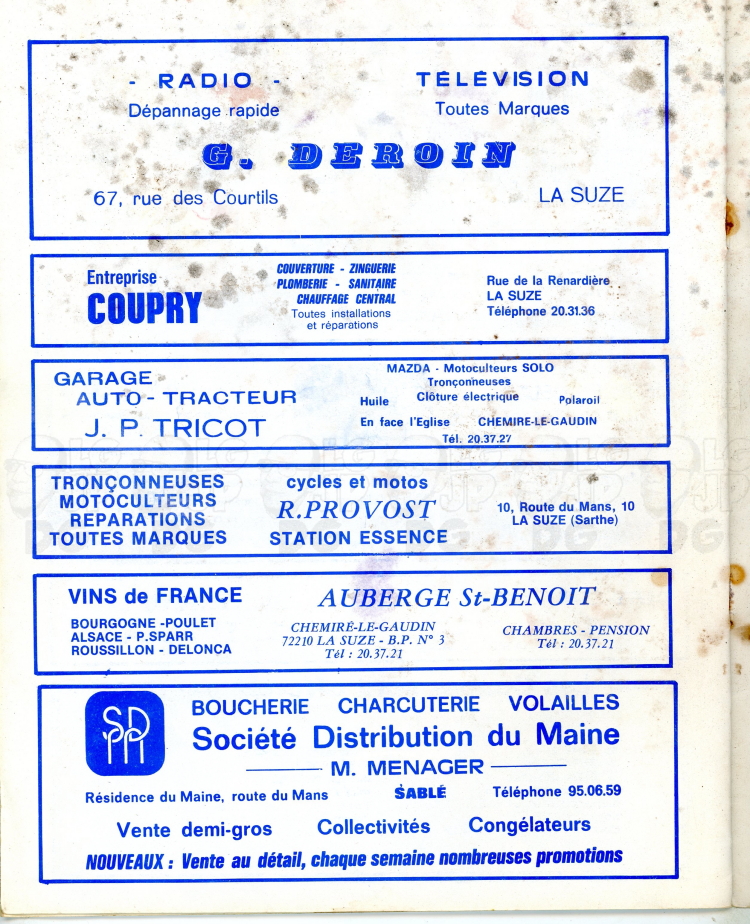 - RADIO -
TÉLÉVISION
Dépannage rapide
Toutes Marques
G. DEROIN
67, rue des Courtils
LA SUZE
Entreprise
COUPRY
COUVERTURE - ZINGUERIE
PLOMBERIE - SANITAIRE
CHAUFFAGE CENTRAL
Toutes installations
et réparations
Rue de la Renardière
LA SUZE
Téléphone 20.31.36
GARAGE
AUTO-TRACTEUR
J. P. TRICOT
MAZDA - Motoculteurs SOLO
Tronçonneuses
Huile Clôture électrique Polaroil
En face l'Eglise CHEMIRE-LE-GAUDIN
Tél. 20.37.27
TRONÇONNEUSES
MOTOCULTEURS
REPARATIONS
TOUTES MARQUES
cycles et motos
R.PROVOST
STATION ESSENCE
10, Route du Mans, 10
LA SUZE (Sarthe)
VINS de FRANCE
BOURGOGNE -POULET
ALSACE - P.SPARR
ROUSSILLON - DELONCA
AUBERGE St-BENOIT
CHEMIRÉ-LE-GAUDIN
72210 LA SUZE - B.P. N° 3
Tél : 20.37.21
CHAMBRES - PENSION
Tél : 20.37.21
SDM
BOUCHERIE CHARCUTERIE VOLAILLES
Société Distribution du Maine
M. MENAGER
Résidence du Maine, route du Mans SABLÉ Téléphone 95.06.59
Vente demi-gros Collectivités Congélateurs
NOUVEAUX : Vente au détail, chaque semaine nombreuses promotions